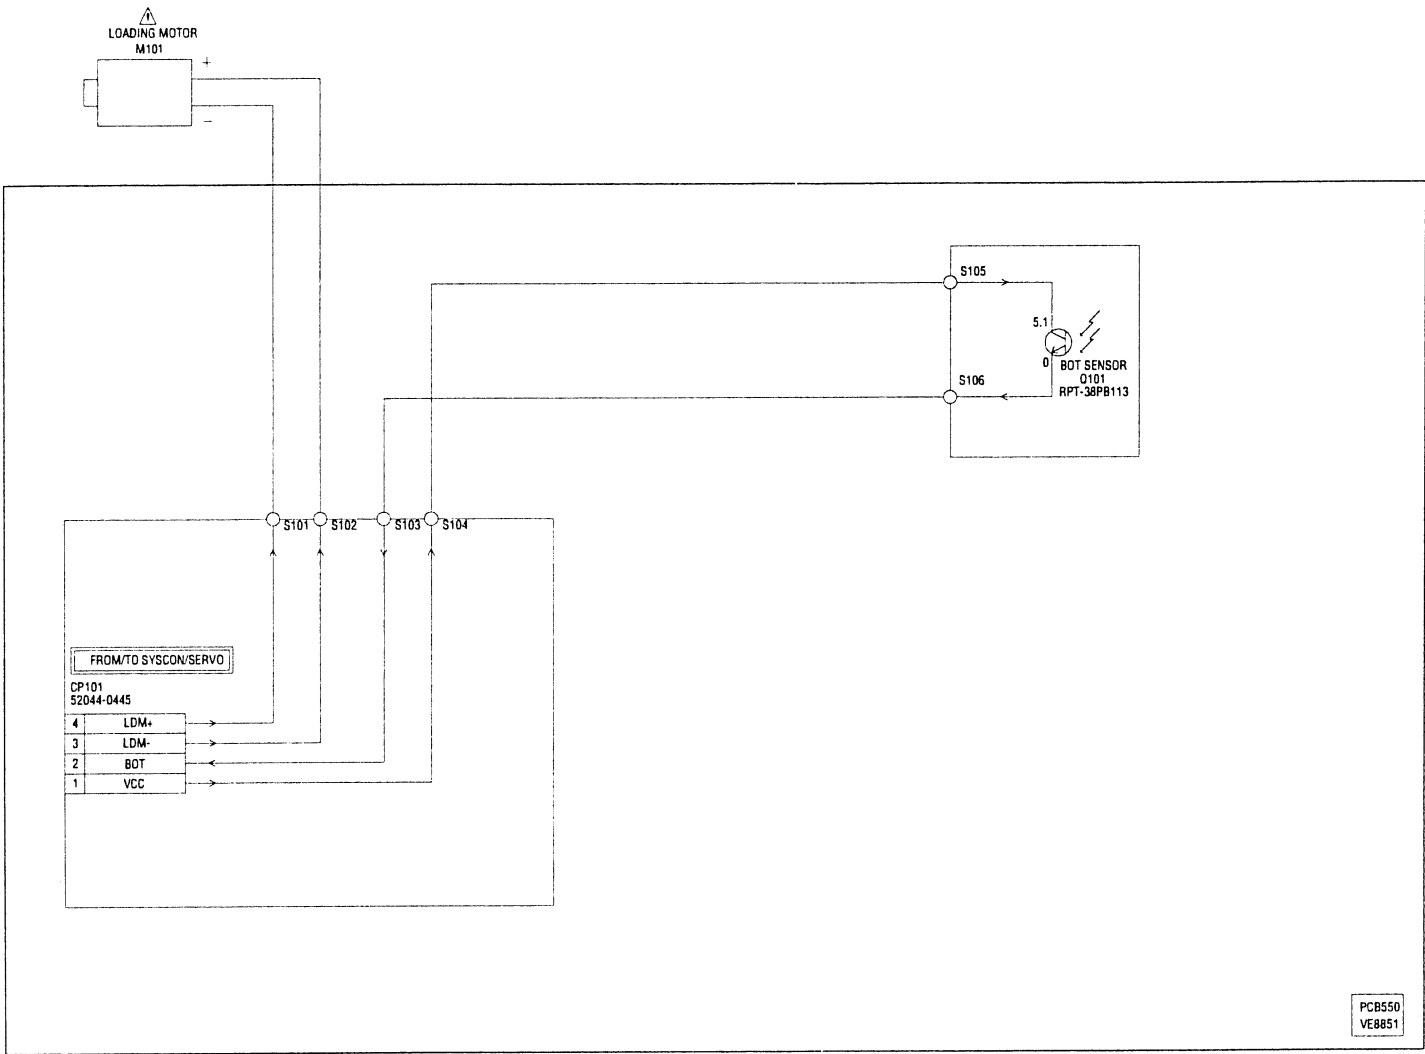 LOADING MOTOR
M101
+
-
S105
5.1
0
BOT SENSOR
Q101
RPT-38PB113
S106
S101
S102
S103
S104
FROM/TO SYSCON/SERVO
CP101
52044-0445
4 LDM+
3 LDM-
2 BOT
1 VCC
PCB550
VE8851